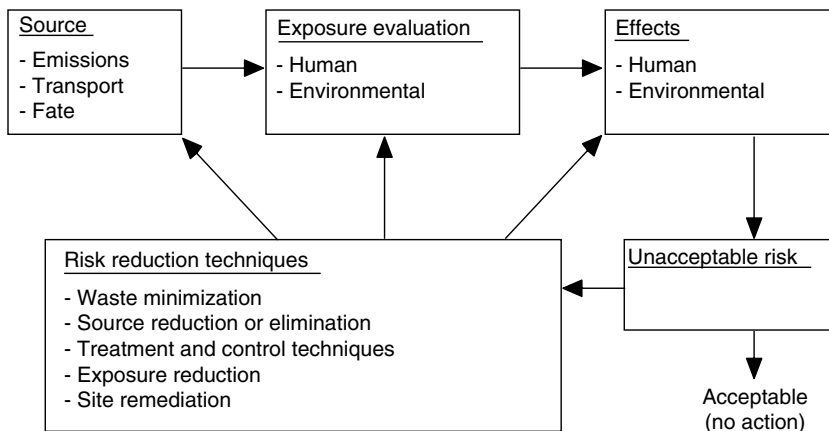 Source
- Emissions
- Transport
- Fate
Exposure evaluation
- Human
- Environmental
Effects
- Human
- Environmental
Risk reduction techniques
- Waste minimization
- Source reduction or elimination
- Treatment and control techniques
- Exposure reduction
- Site remediation
Unacceptable risk
Acceptable
(no action)